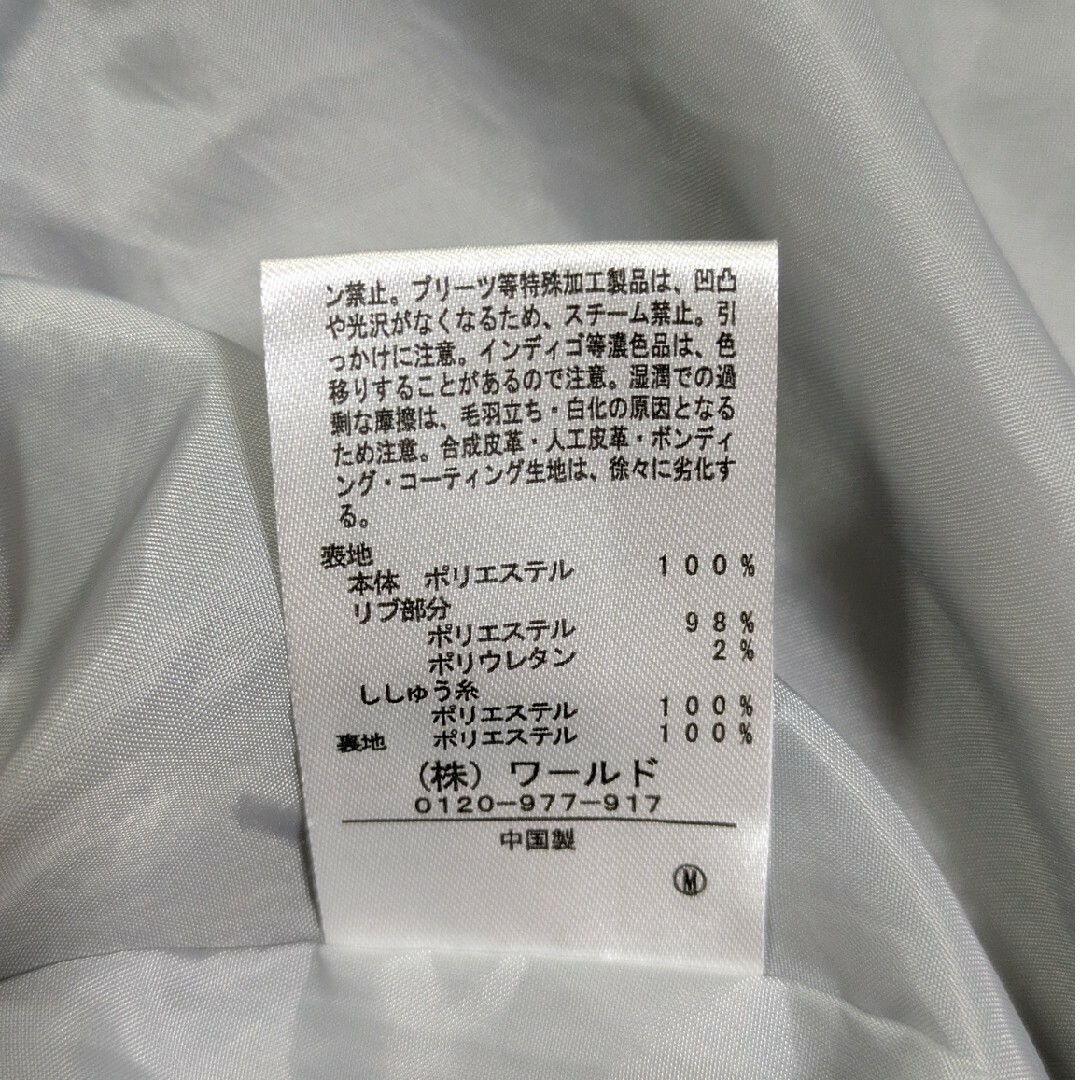 ン禁止。プリーツ等特殊加工製品は、凹凸
や光沢がなくなるため、スチーム禁止。引
っかけに注意。インディゴ等濃色品は、色
移りすることがあるので注意。湿潤での過
剰な摩擦は、毛羽立ち・白化の原因となる
ため注意。合成皮革・人工皮革・ボンディ
ング・コーティング生地は、徐々に劣化す
る。
表地
本体 ポリエステル 100%
リブ部分
ポリエステル 98%
ポリウレタン 2%
ししゅう糸
ポリエステル 100%
裏地 ポリエステル 100%
(株) ワールド
0120-977-917
中国製
Ⓜ